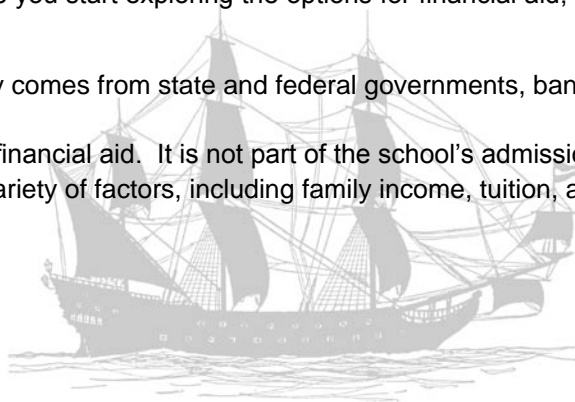 you start exploring the options for financial aid,
comes from state and federal governments, ban
financial aid. It is not part of the school's admissio
ariety of factors, including family income, tuition, a